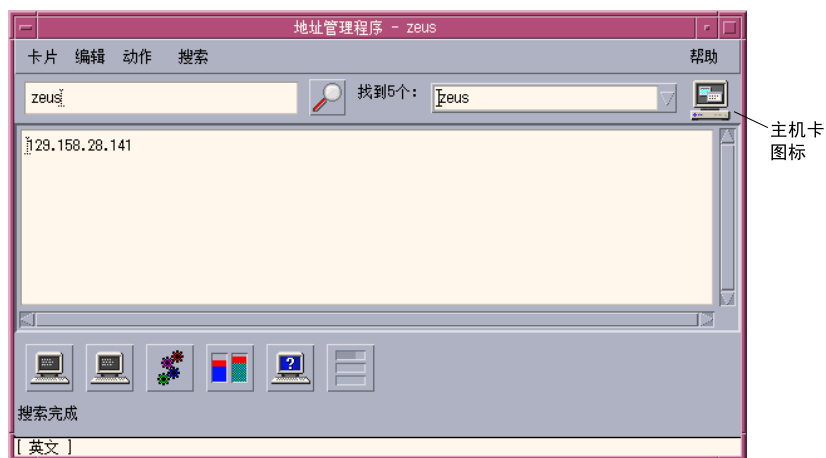 地址管理程序 - zeus
卡片 编辑 动作 搜索 帮助
zeus
找到5个:
zeus
主机卡
图标
129.158.28.141
?
搜索完成
[ 英文 ]